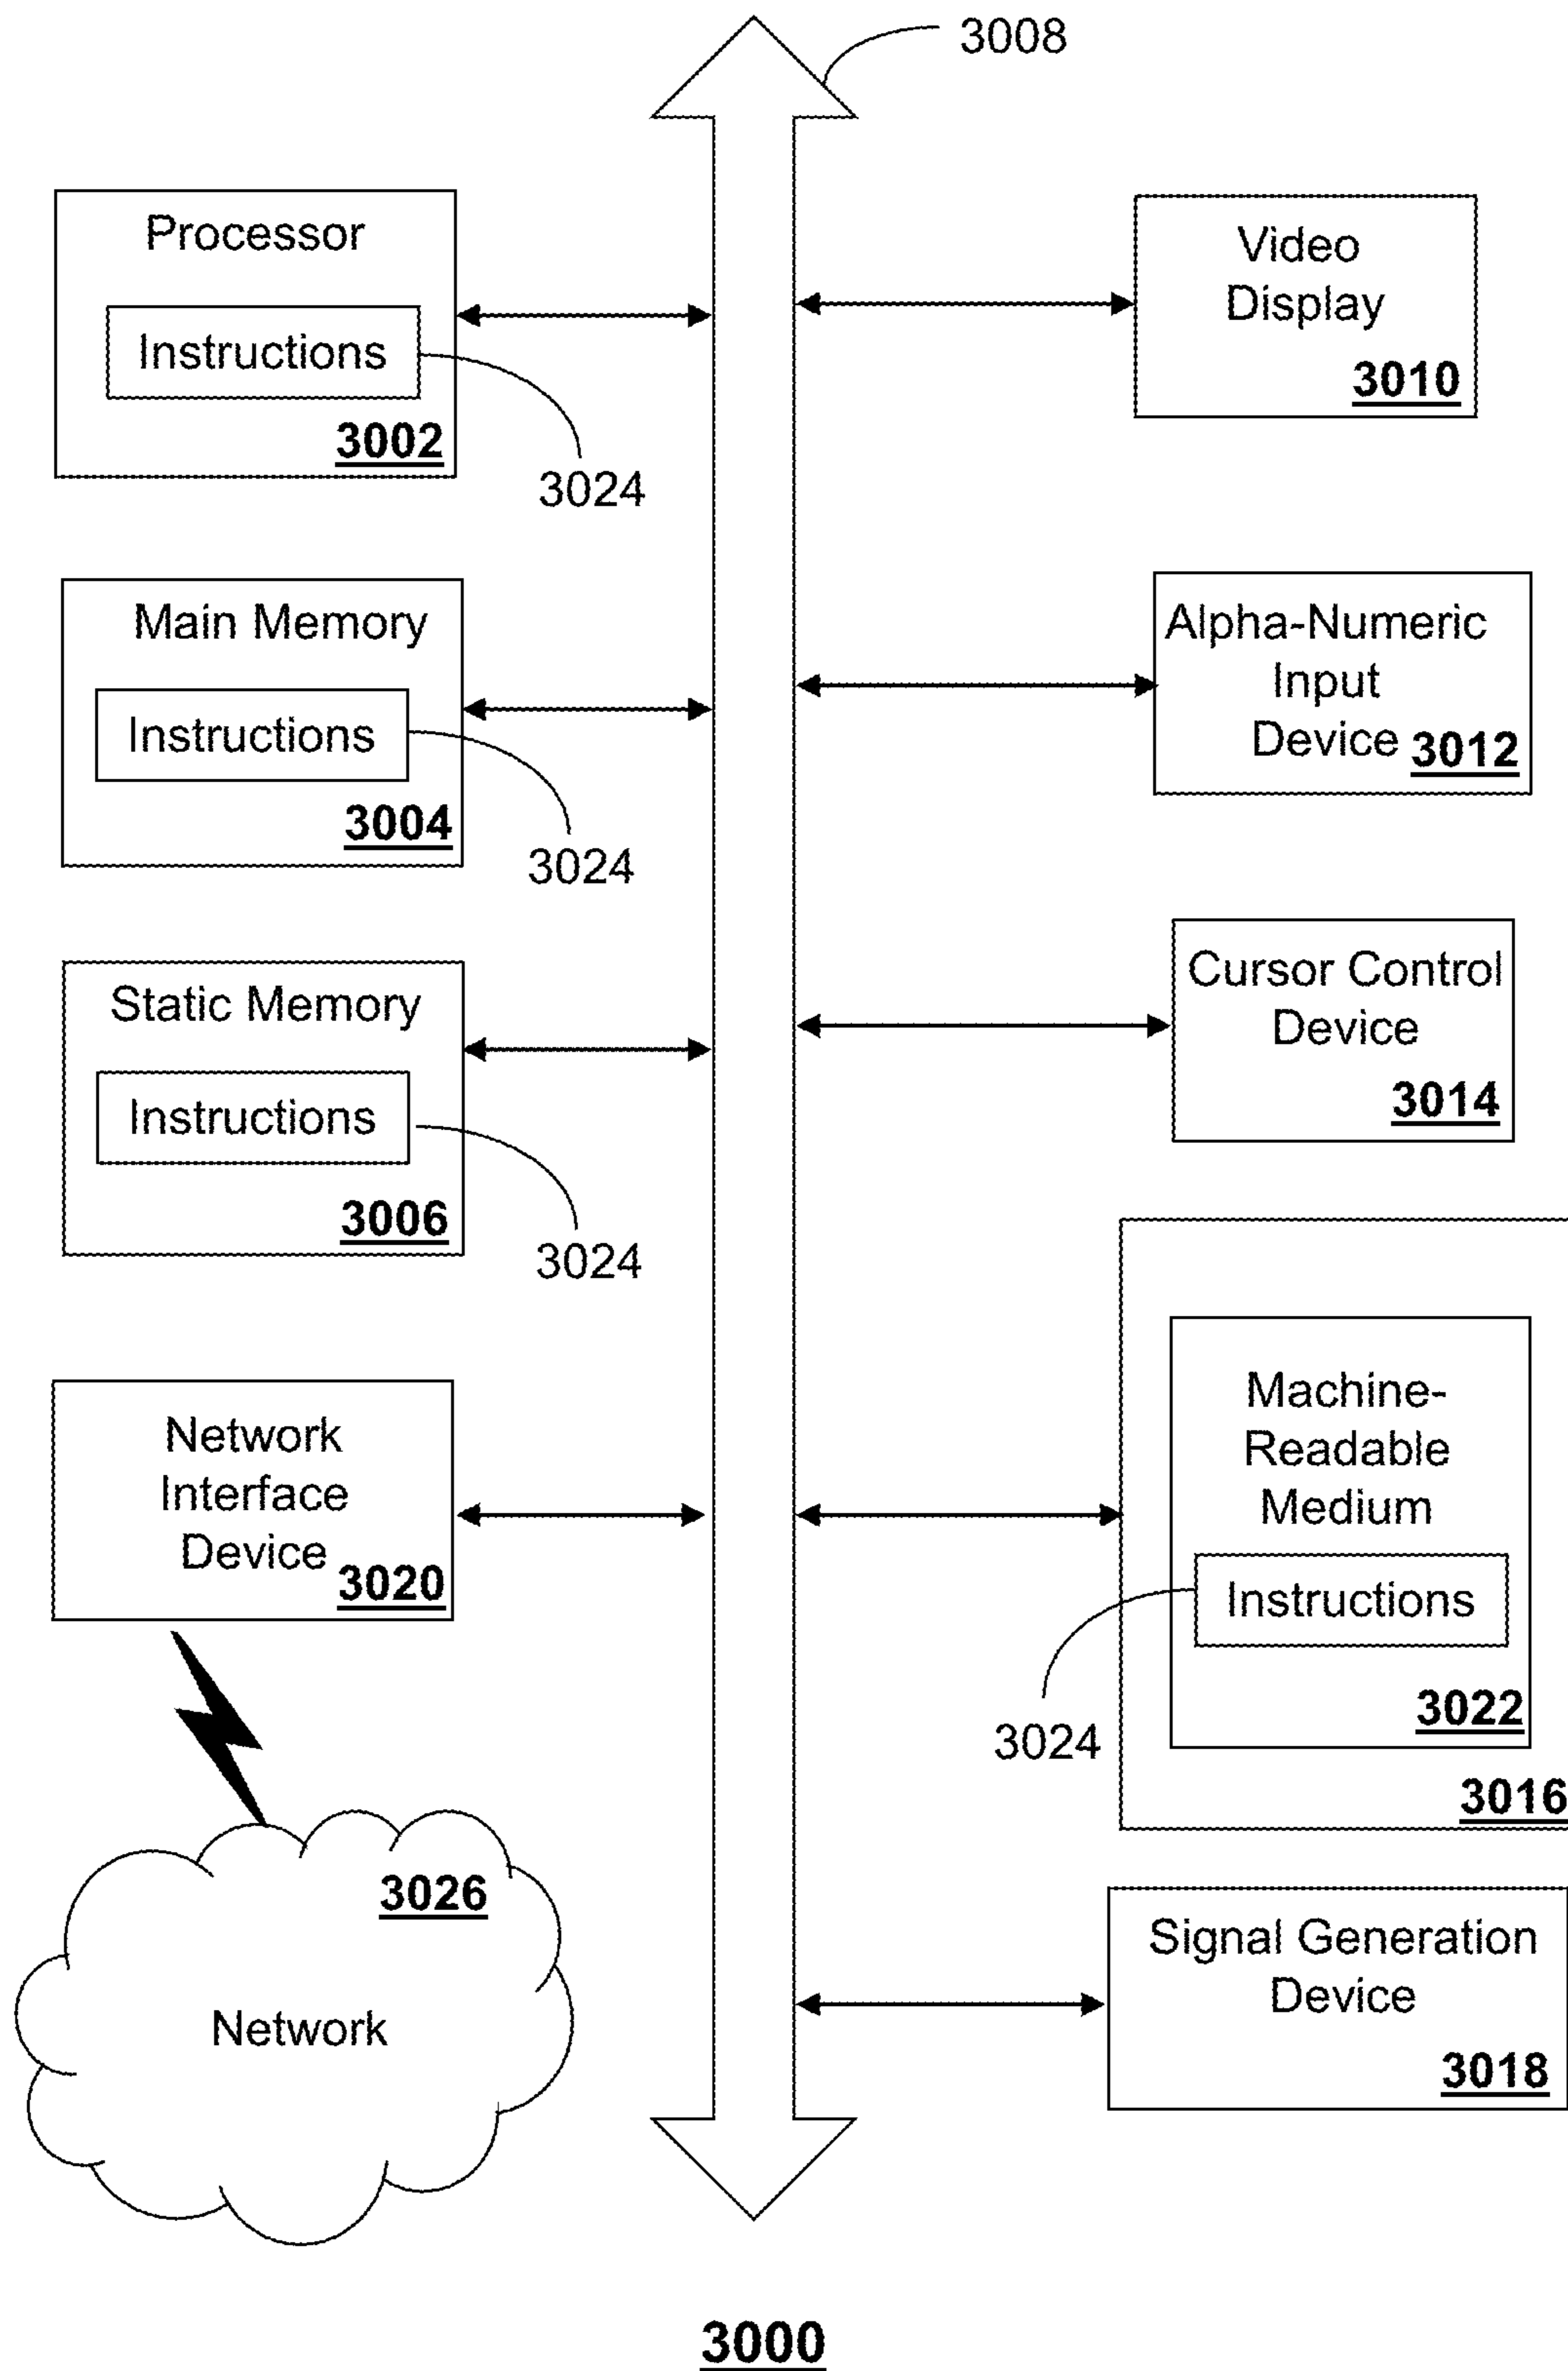 3008
Processor
Instructions
3002
3024
Video
Display
3010
Main Memory
Instructions
3004
3024
Alpha-Numeric
Input
Device 3012
Static Memory
Instructions
3006
3024
Cursor Control
Device
3014
Network
Interface
Device
3020
Machine-
Readable
Medium
Instructions
3022
3024
3016
3026
Network
Signal Generation
Device
3018
3000